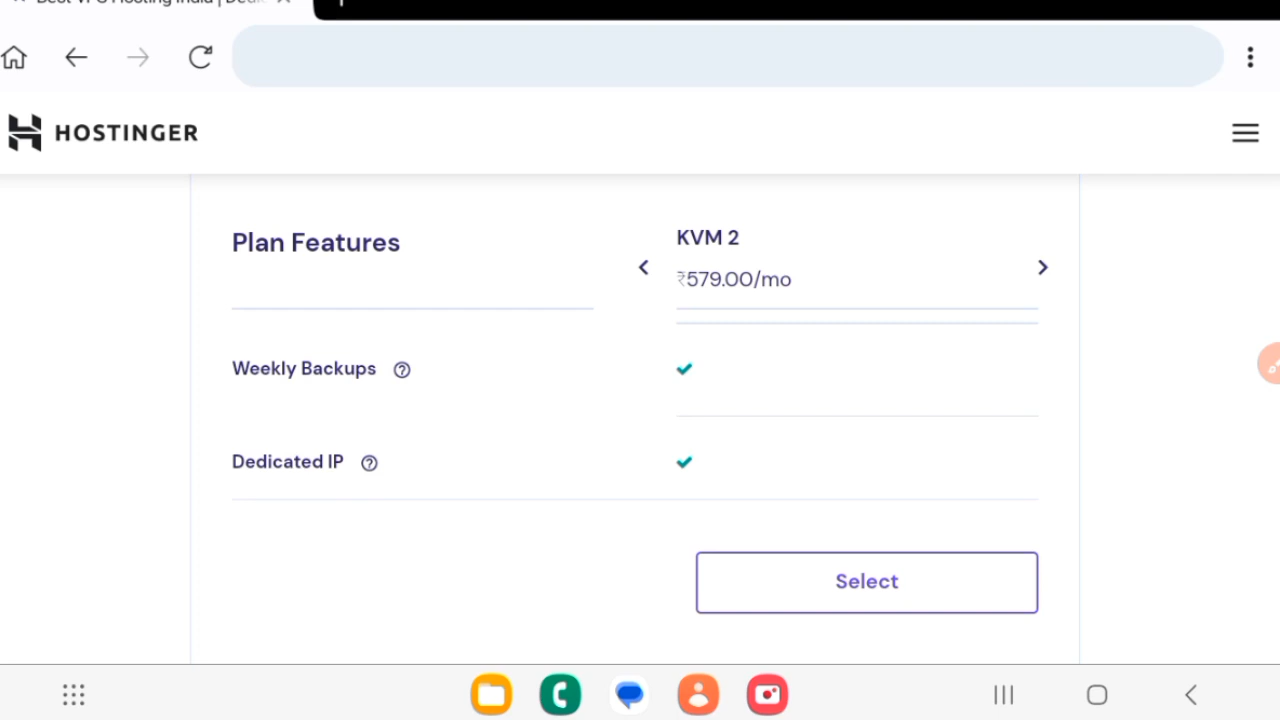 HOSTINGER
Plan Features
KVM 2
₹579.00/mo
Weekly Backups
Dedicated IP
Select